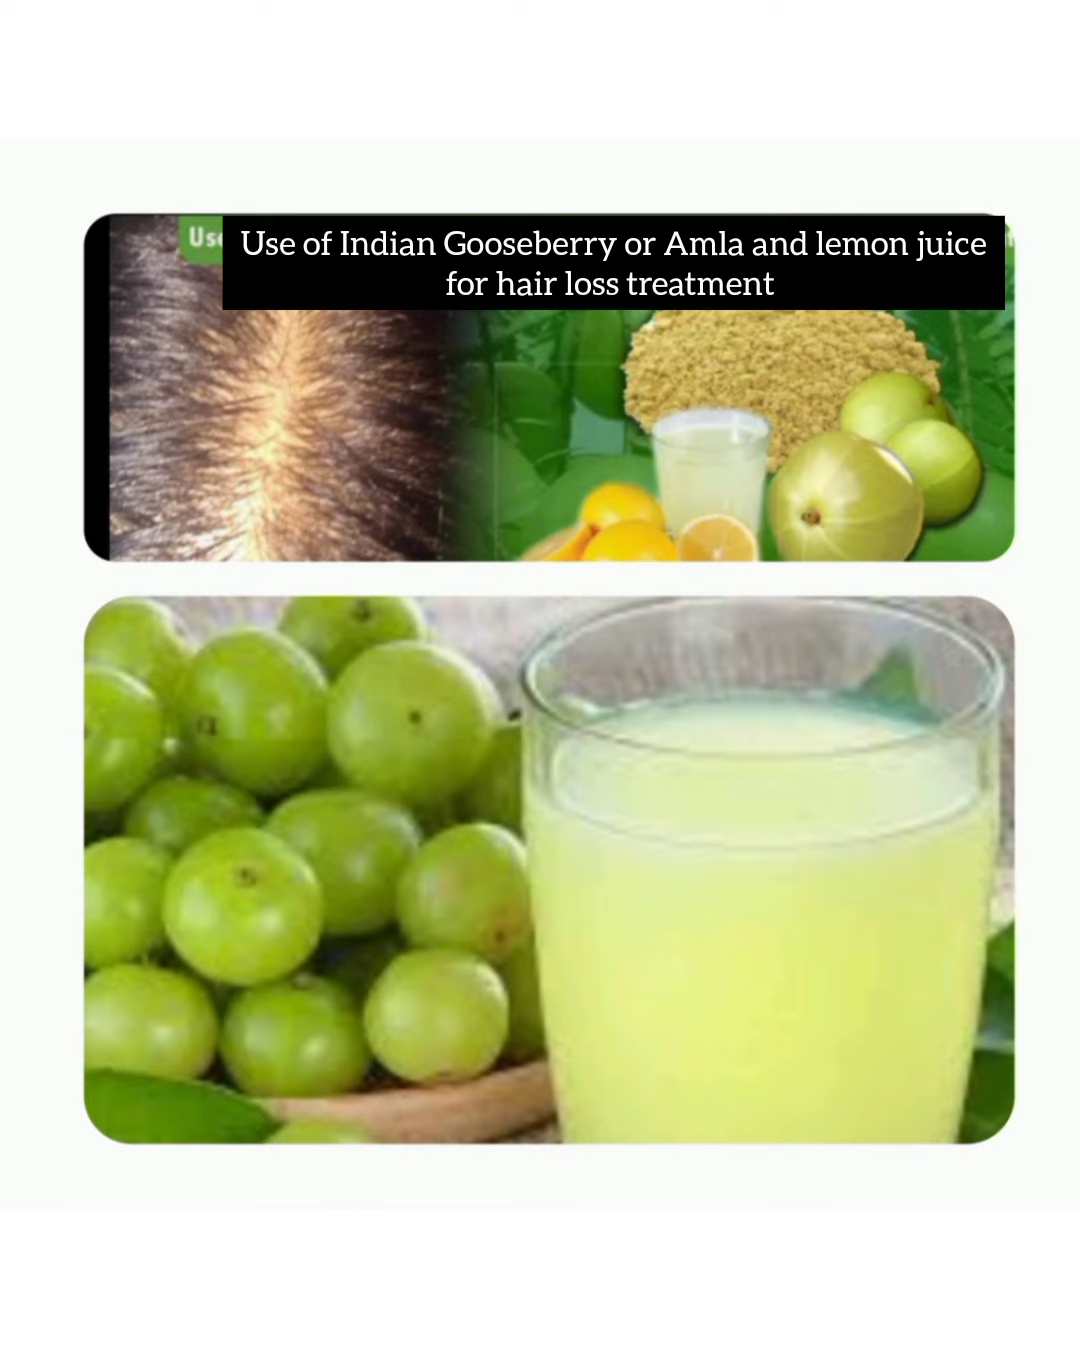 Use of Indian Gooseberry or Amla and lemon juice
for hair loss treatment